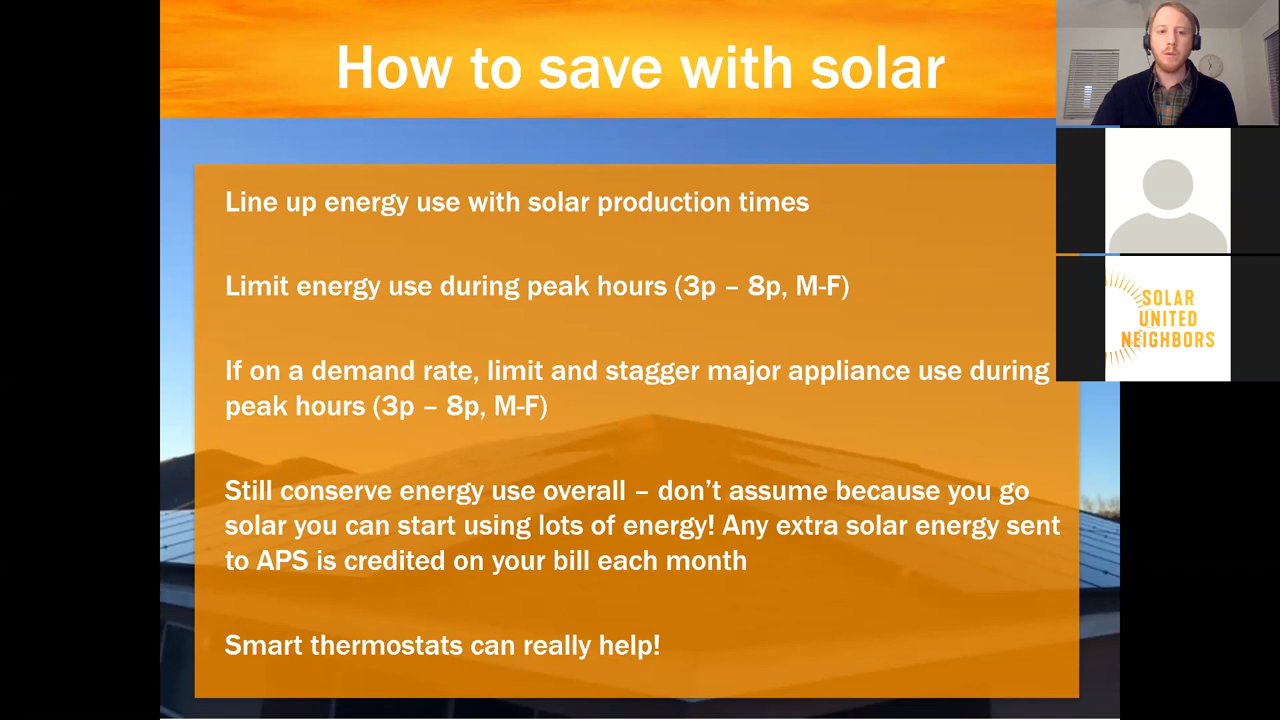 How to save with solar
Line up energy use with solar production times
Limit energy use during peak hours (3p – 8p, M-F)
If on a demand rate, limit and stagger major appliance use during
peak hours (3p – 8p, M-F)
Still conserve energy use overall – don’t assume because you go
solar you can start using lots of energy! Any extra solar energy sent
to APS is credited on your bill each month
Smart thermostats can really help!
SOLAR
UNITED
NEIGHBORS